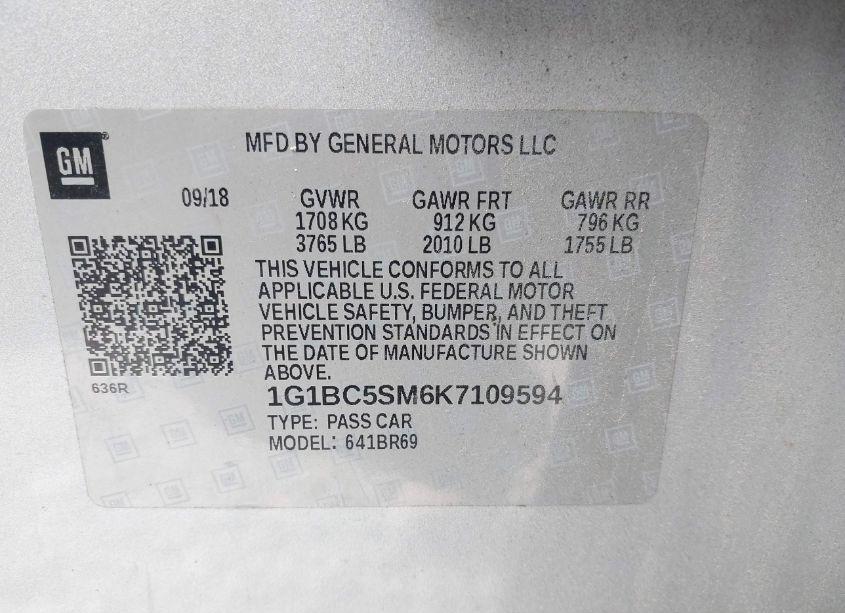 GM
MFD BY GENERAL MOTORS LLC
09/18 GVWR GAWR FRT GAWR RR
1708 KG 912 KG 796 KG
3765 LB 2010 LB 1755 LB
THIS VEHICLE CONFORMS TO ALL
APPLICABLE U.S. FEDERAL MOTOR
VEHICLE SAFETY, BUMPER, AND THEFT
PREVENTION STANDARDS IN EFFECT ON
THE DATE OF MANUFACTURE SHOWN
ABOVE.
636R
1G1BC5SM6K7109594
TYPE: PASS CAR
MODEL: 641BR69